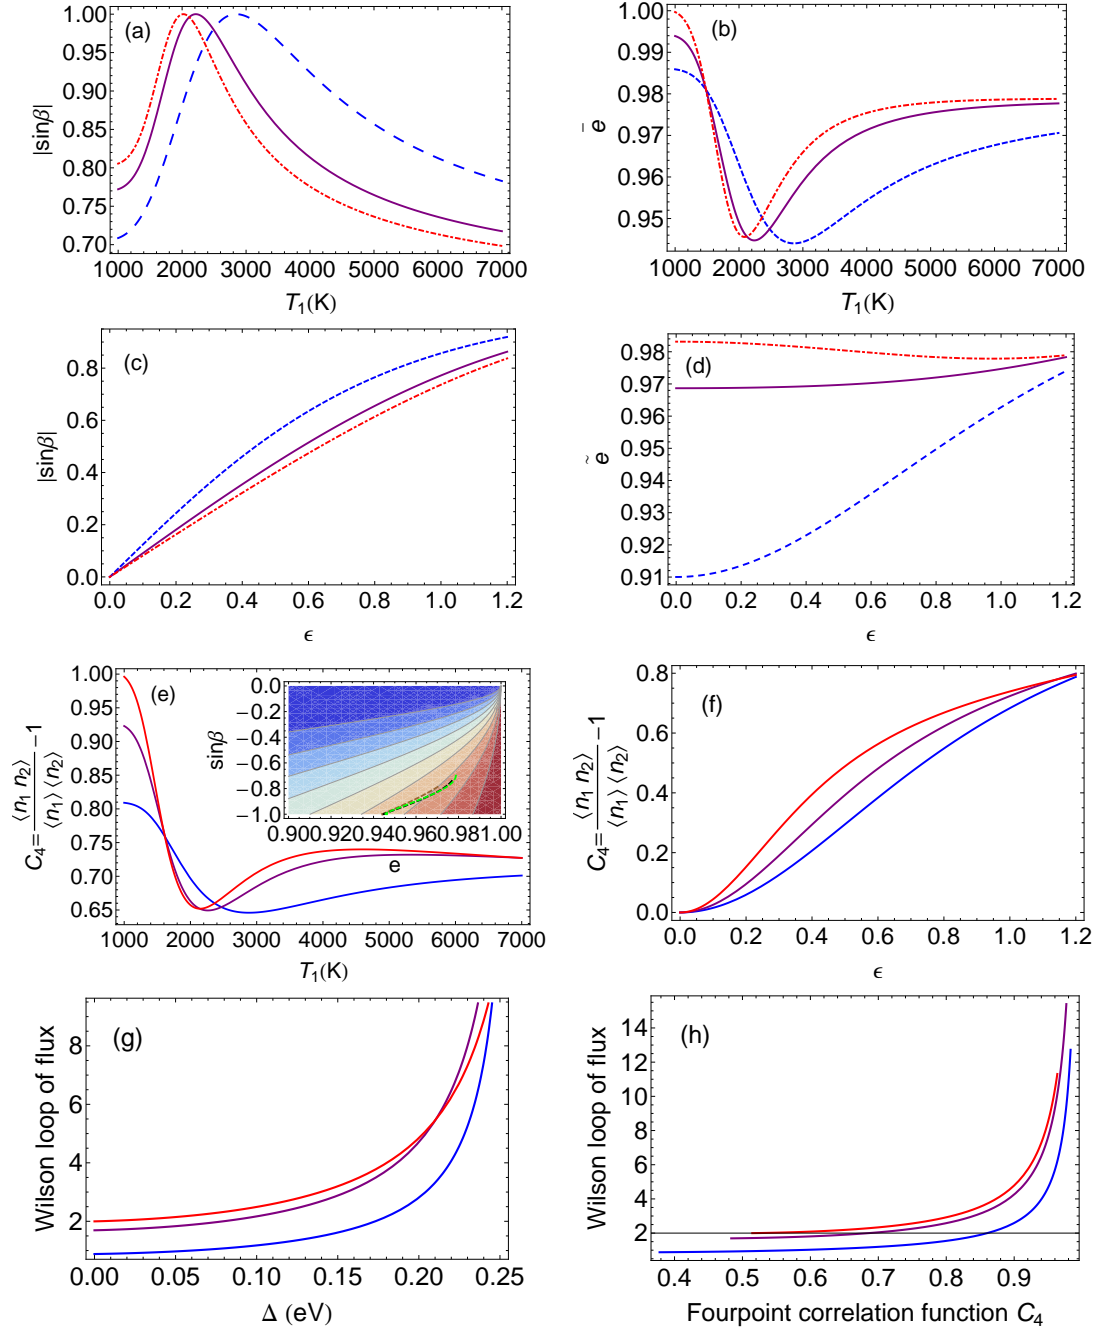 (a)
|sinβ|
1.00
0.95
0.90
0.85
0.80
0.75
0.70
1000 2000 3000 4000 5000 6000 7000
T₁(K)
(b)
e̅
0.99
0.98
0.97
0.96
0.95
1000 2000 3000 4000 5000 6000 7000
T₁(K)
(c)
|sinβ|
0.8
0.6
0.4
0.2
0.0
0.0 0.2 0.4 0.6 0.8 1.0 1.2
ϵ
(d)
ẽ
0.98
0.97
0.96
0.95
0.94
0.93
0.92
0.91
0.0 0.2 0.4 0.6 0.8 1.0 1.2
ϵ
(e)
C₄=⟨n₁ n₂⟩/⟨n₁⟩ ⟨n₂⟩ −1
1.00
0.95
0.90
0.85
0.80
0.75
0.70
0.65
1000 2000 3000 4000 5000 6000 7000
T₁(K)
sinβ
0.0
−0.2
−0.4
−0.6
−0.8
−1.0
0.900.920.940.960.981.00
e
(f)
C₄=⟨n₁ n₂⟩/⟨n₁⟩ ⟨n₂⟩ −1
0.8
0.6
0.4
0.2
0.0
0.0 0.2 0.4 0.6 0.8 1.0 1.2
ϵ
(g)
Wilson loop of flux
8
6
4
2
0.00 0.05 0.10 0.15 0.20 0.25
Δ (eV)
(h)
Wilson loop of flux
14
12
10
8
6
4
2
2
0.4 0.5 0.6 0.7 0.8 0.9
Fourpoint correlation function C₄